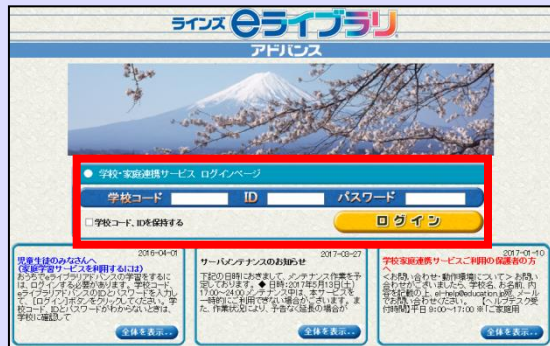 ラインズ eライブラリ
アドバンス
学校・家庭連携サービス ログインページ
学校コード ID パスワード
学校コード、IDを保持する
ログイン
2016-04-01
児童生徒のみなさんへ
(家庭学習サービスを利用するには)
おうちでeライブラリアドバンスの学習をするに
は、ログインする必要があります。学校コード、
eライブラリアドバンスのIDとパスワードを入力し
て、[ログイン]ボタンをクリックしてください。学
校コード、IDとパスワードがわからないときは、
学校に確認して
全体を表示..
2017-03-27
サーバメンテナンスのお知らせ
下記の日時におきまして、メンテナンス作業を予
定しております。◆ 日時:2017年5月13日(土)
17:00~24:00 メンテナンス中は、本サービスを
一時的にご利用できない場合がございます。ま
た、作業状況により、予告なく延長の場合が
全体を表示..
2017-01-10
学校家庭連携サービスご利用の保護者の方
へ
<お問い合わせ・動作環境について> お問い
合わせがございましたら、学校名、お名前、内
容を記載の上、el-help@education.jp宛、メール
でお問い合わせください。 【ヘルプデスク受
付時間】平日 9:00~17:00 ※「ご家庭用
全体を表示..